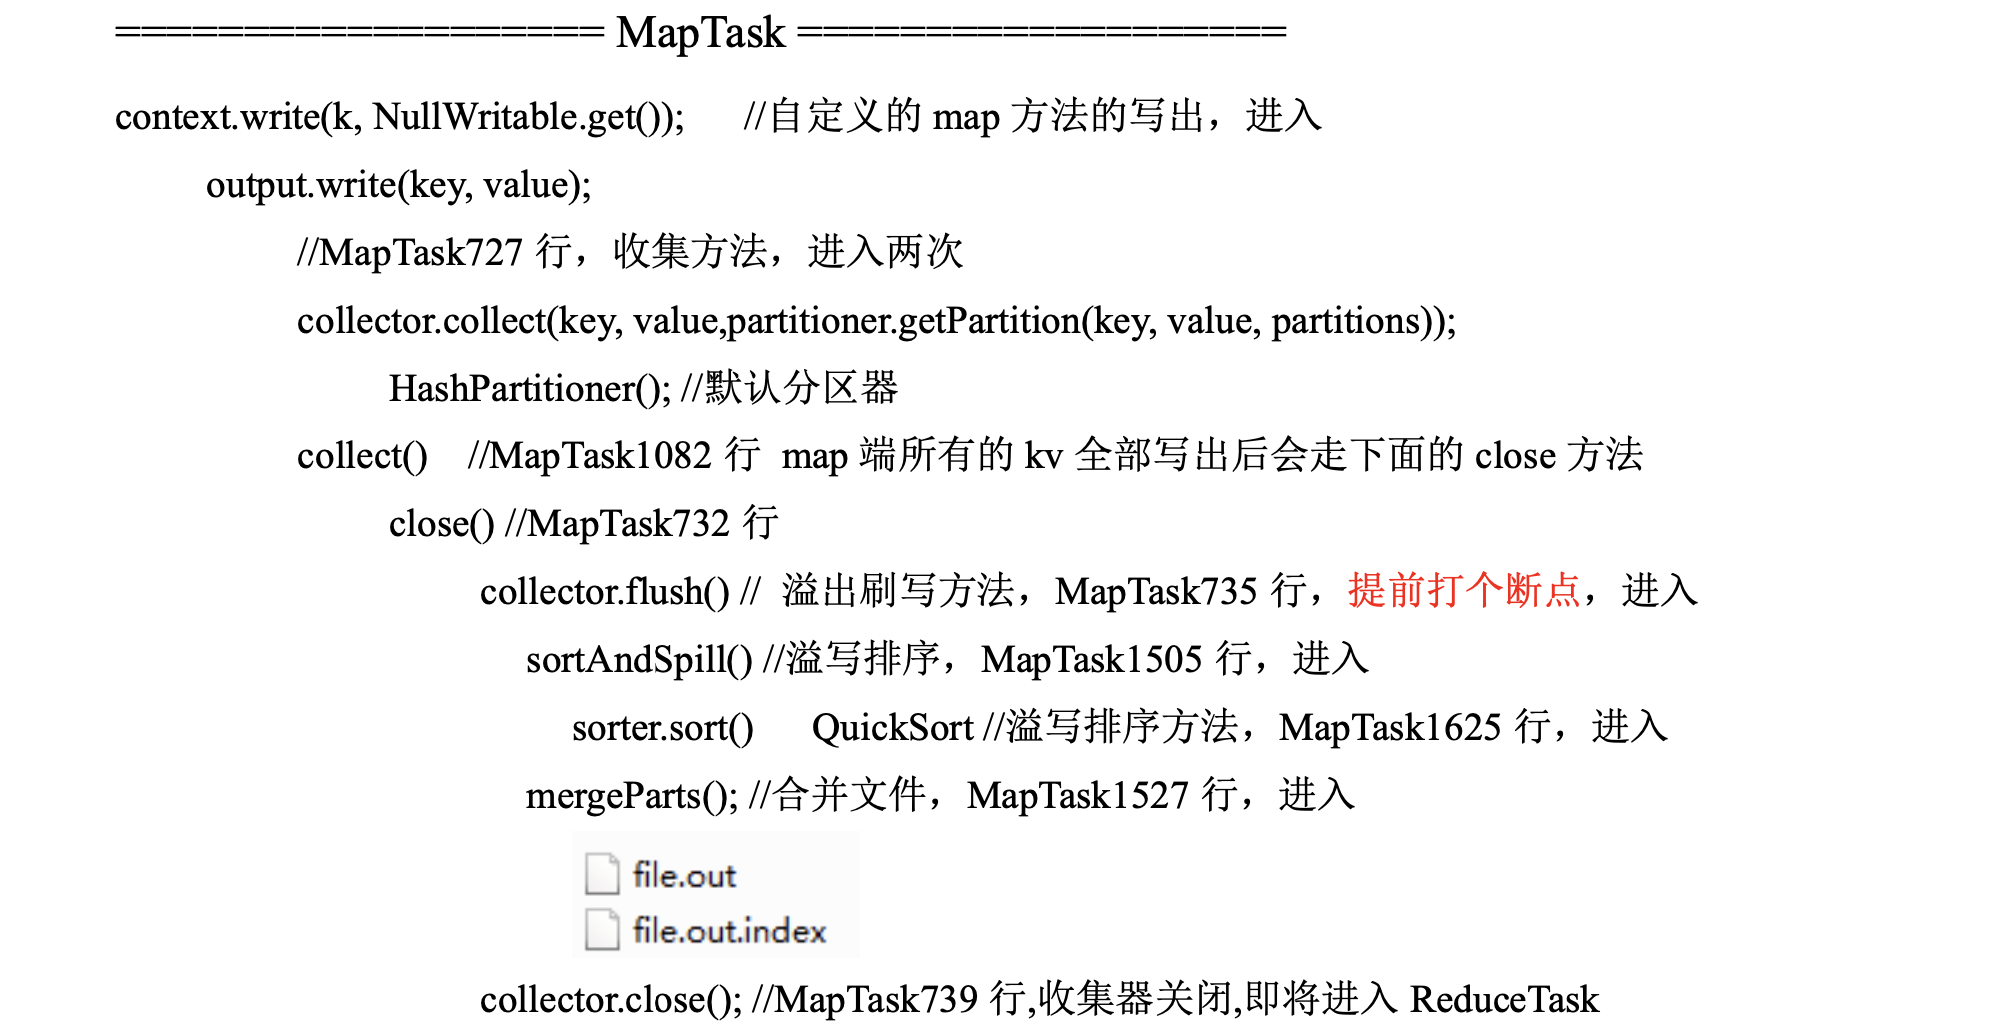 =================== MapTask ===================
context.write(k, NullWritable.get()); //自定义的 map 方法的写出，进入
output.write(key, value);
//MapTask727 行，收集方法，进入两次
collector.collect(key, value,partitioner.getPartition(key, value, partitions));
HashPartitioner(); //默认分区器
collect() //MapTask1082 行 map 端所有的 kv 全部写出后会走下面的 close 方法
close() //MapTask732 行
collector.flush() // 溢出刷写方法，MapTask735 行，提前打个断点，进入
sortAndSpill() //溢写排序，MapTask1505 行，进入
sorter.sort() QuickSort //溢写排序方法，MapTask1625 行，进入
mergeParts(); //合并文件，MapTask1527 行，进入
file.out
file.out.index
collector.close(); //MapTask739 行,收集器关闭,即将进入 ReduceTask